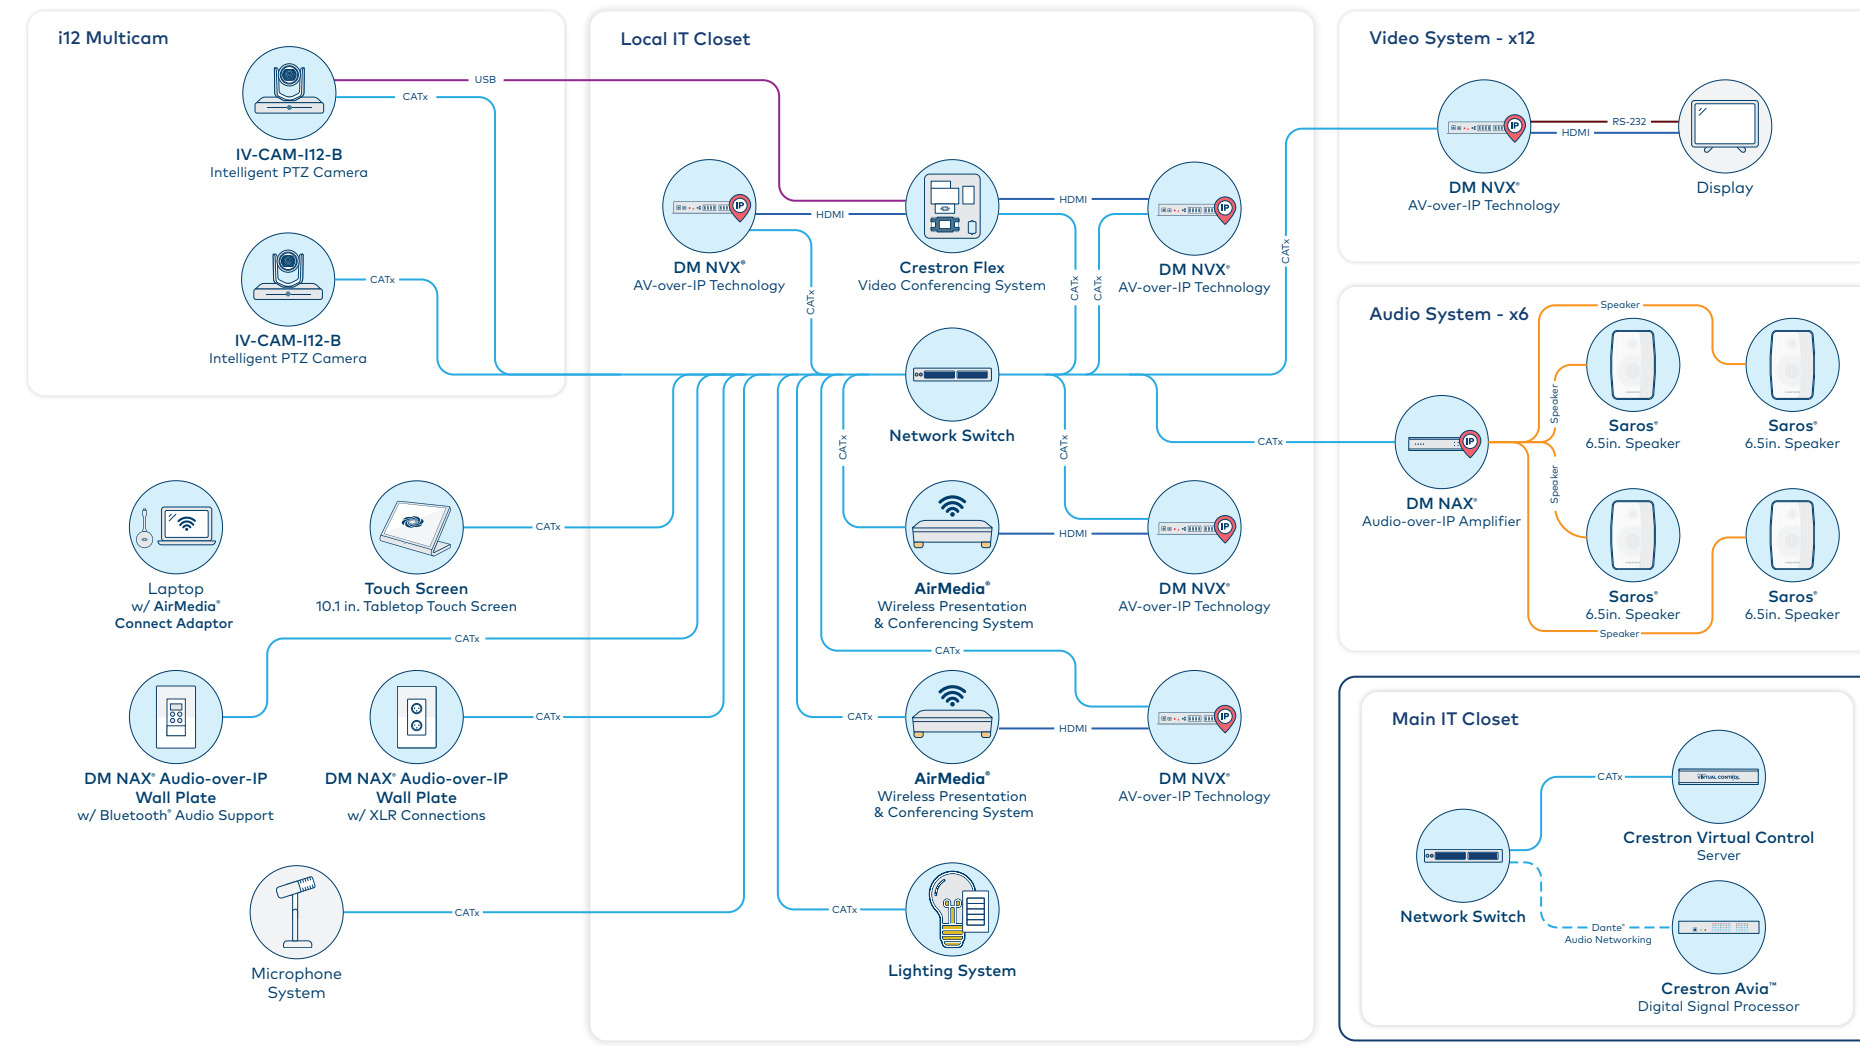 i12 Multicam
USB
CATx
IV-CAM-I12-B
Intelligent PTZ Camera
CATx
IV-CAM-I12-B
Intelligent PTZ Camera
Local IT Closet
IP
HDMI
DM NVX®
AV-over-IP Technology
CATx
Crestron Flex
Video Conferencing System
HDMI
CATx
CATx
IP
DM NVX®
AV-over-IP Technology
CATx
Network Switch
CATx
CATx
CATx
AirMedia®
Wireless Presentation
& Conferencing System
HDMI
IP
DM NVX®
AV-over-IP Technology
CATx
CATx
AirMedia®
Wireless Presentation
& Conferencing System
HDMI
IP
DM NVX®
AV-over-IP Technology
CATx
Lighting System
Laptop
w/ AirMedia®
Connect Adaptor
Touch Screen
10.1 in. Tabletop Touch Screen
CATx
CATx
DM NAX® Audio-over-IP
Wall Plate
w/ Bluetooth® Audio Support
DM NAX® Audio-over-IP
Wall Plate
w/ XLR Connections
CATx
Microphone
System
CATx
Video System - x12
IP
RS-232
HDMI
DM NVX®
AV-over-IP Technology
Display
Audio System - x6
Speaker
Speaker
Speaker
Speaker
IP
DM NAX®
Audio-over-IP Amplifier
Saros®
6.5in. Speaker
Saros®
6.5in. Speaker
Saros®
6.5in. Speaker
Saros®
6.5in. Speaker
Main IT Closet
CATx
VIRTUAL CONTROL
Crestron Virtual Control
Server
Network Switch
Dante®
Audio Networking
Crestron Avia™
Digital Signal Processor